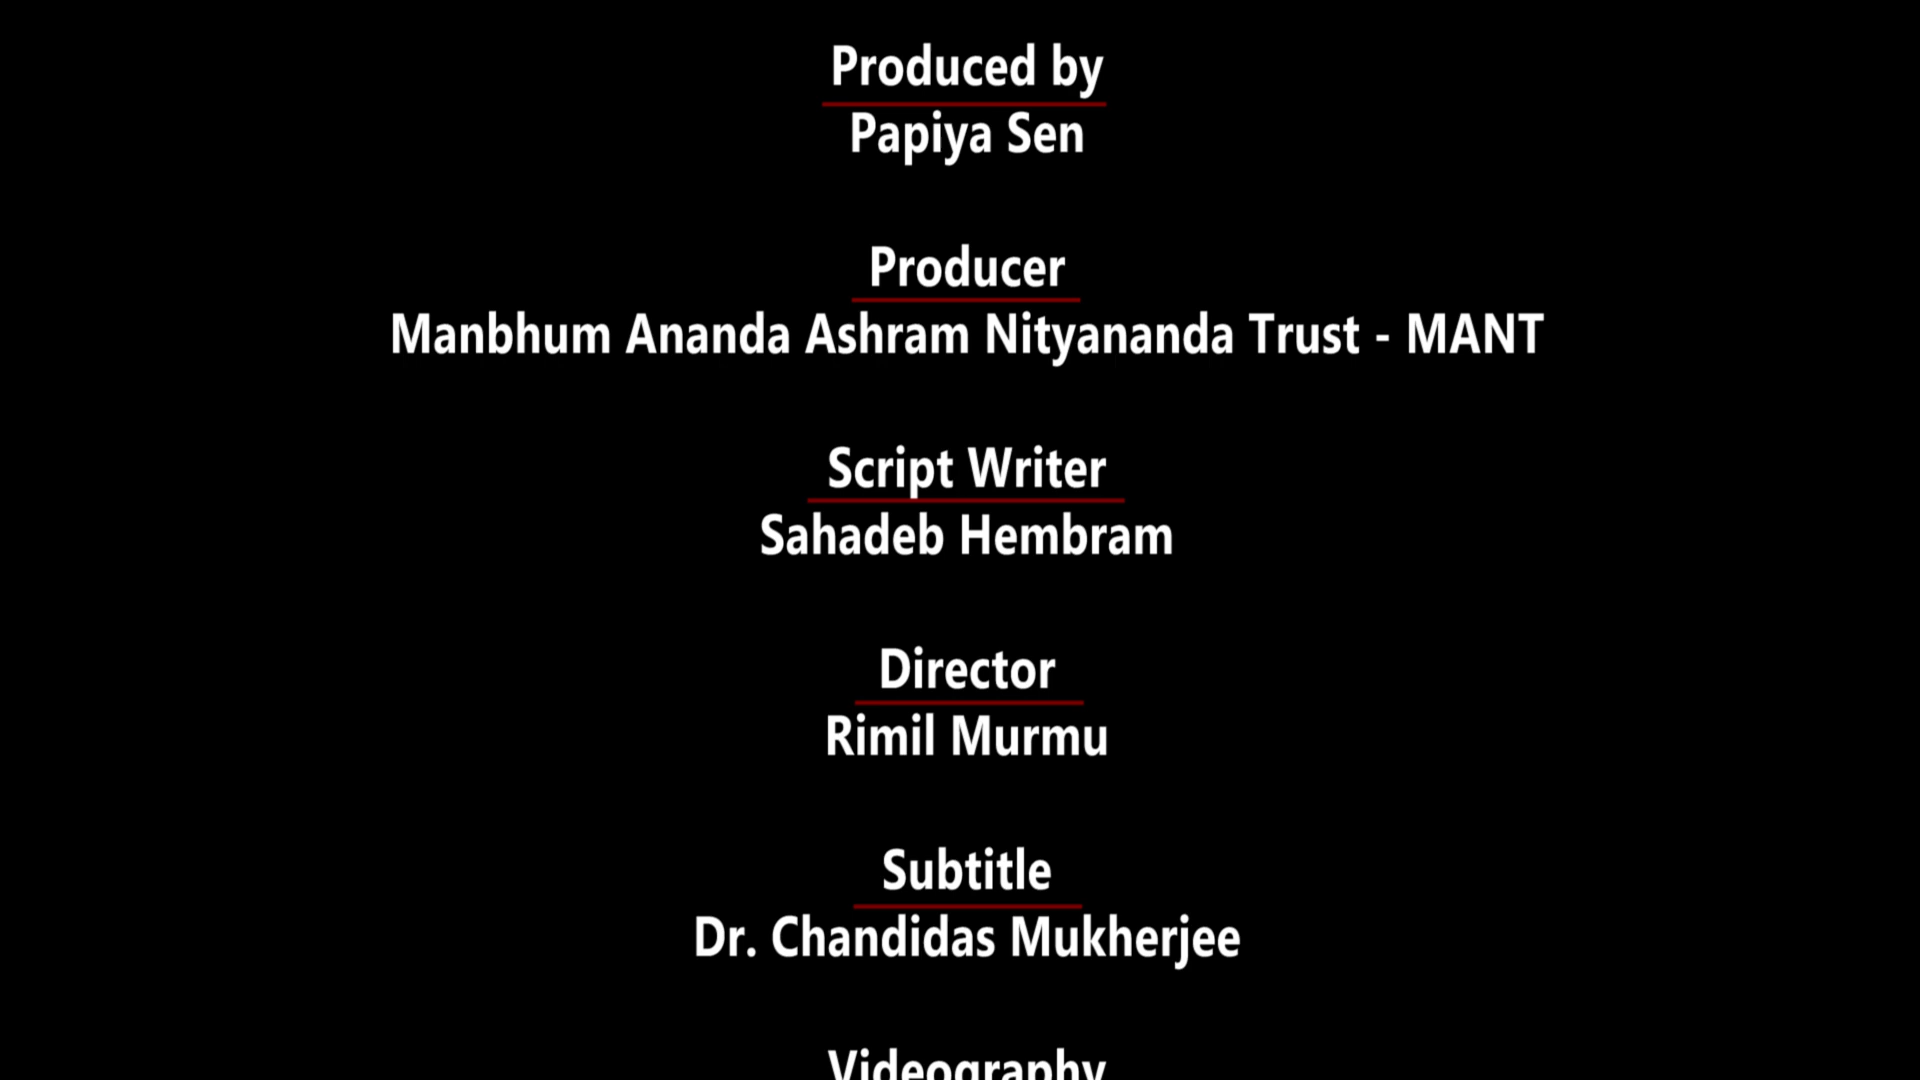 Produced by
Papiya Sen
Producer
Manbhum Ananda Ashram Nityananda Trust - MANT
Script Writer
Sahadeb Hembram
Director
Rimil Murmu
Subtitle
Dr. Chandidas Mukherjee
Videography